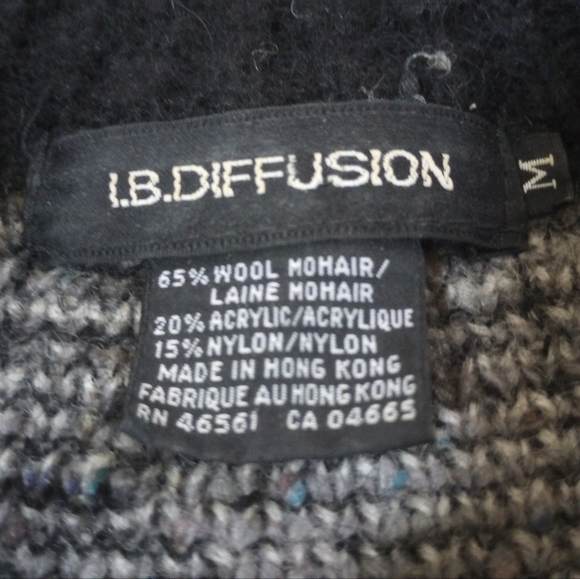 I.B.DIFFUSION
M
65% WOOL MOHAIR/
LAINE MOHAIR
20% ACRYLIC/ACRYLIQUE
15% NYLON/NYLON
MADE IN HONG KONG
FABRIQUE AU HONG KONG
RN 46561 CA 04665